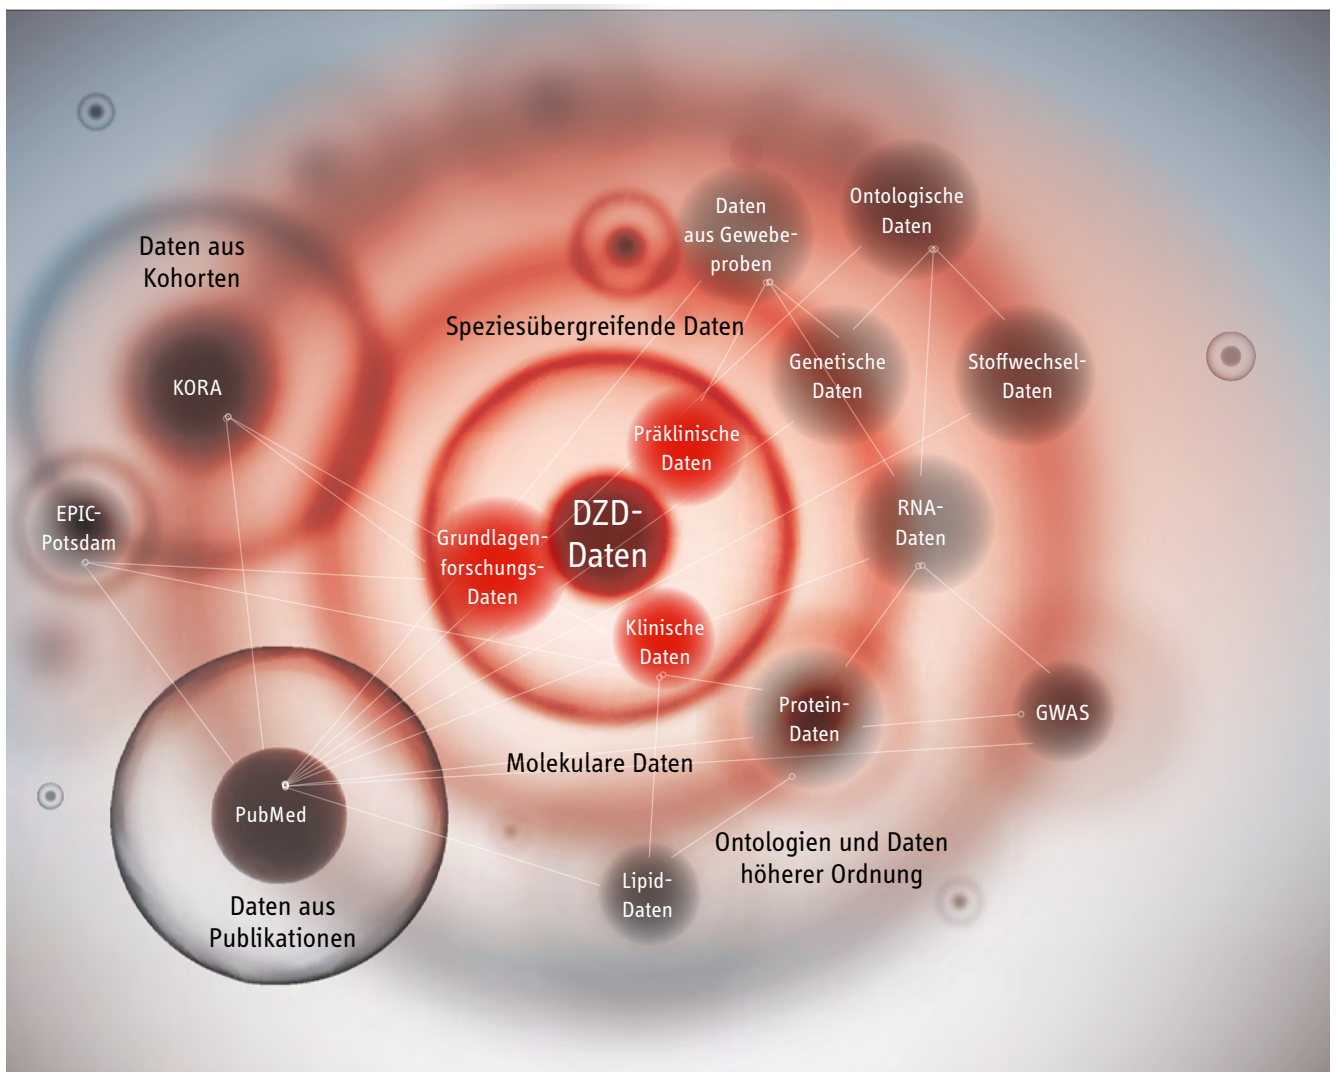 Ontologische
Daten
Daten
aus Gewebe-
proben
Daten aus
Kohorten
Speziesübergreifende Daten
Genetische
Daten
Stoffwechsel-
Daten
KORA
Präklinische
Daten
DZD-
Daten
EPIC-
Potsdam
RNA-
Daten
Grundlagen-
forschungs-
Daten
Klinische
Daten
Protein-
Daten
GWAS
Molekulare Daten
PubMed
Ontologien und Daten
höherer Ordnung
Lipid-
Daten
Daten aus
Publikationen